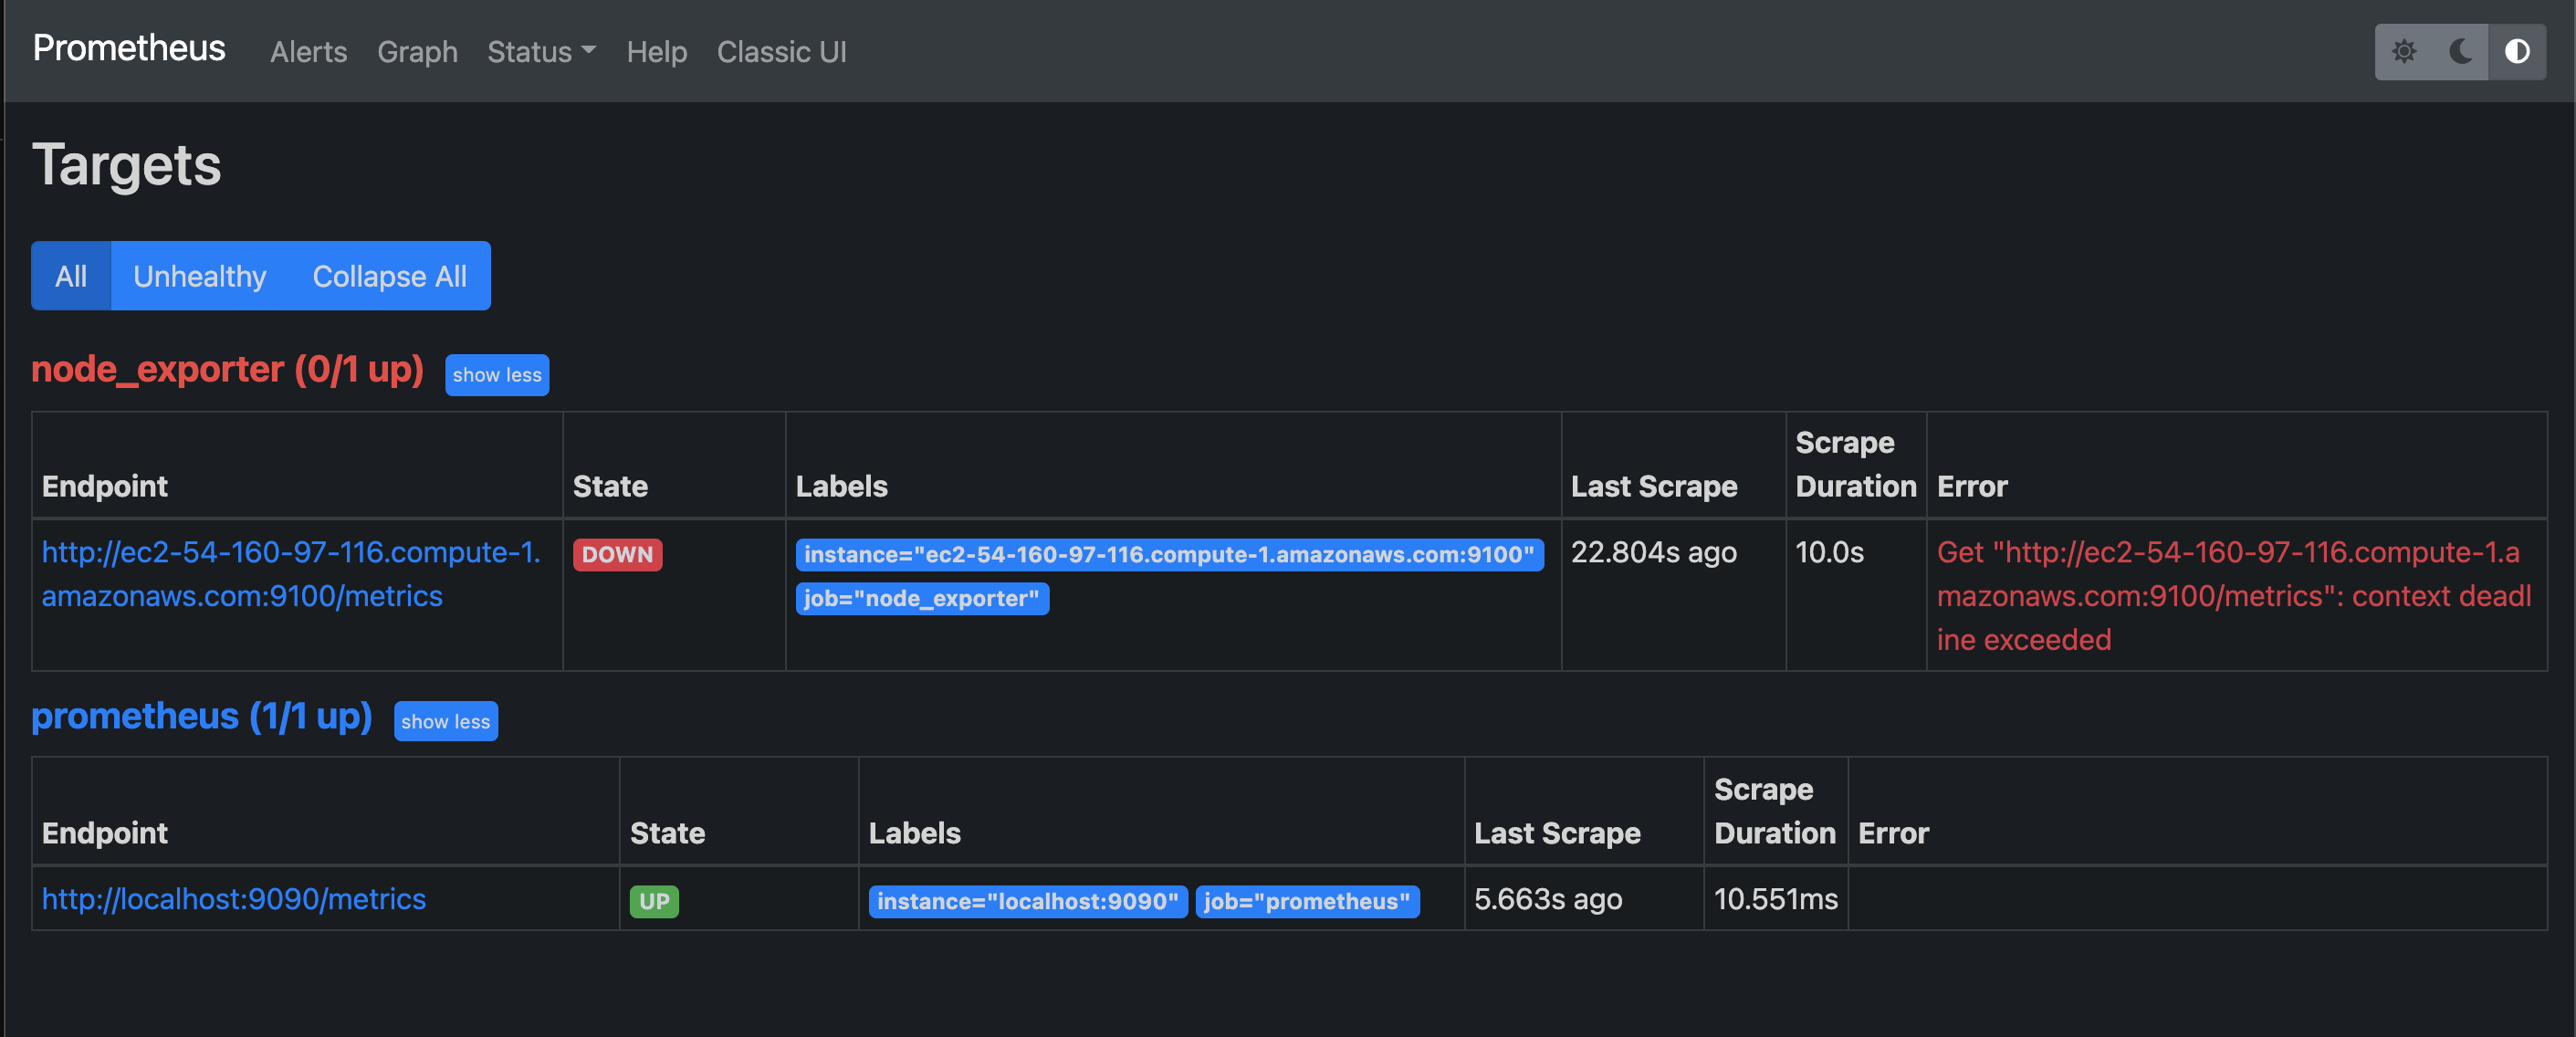 Prometheus Alerts Graph Status Help Classic UI
Targets
All Unhealthy Collapse All
node_exporter (0/1 up) show less
Endpoint State Labels Last Scrape Scrape Duration Error
http://ec2-54-160-97-116.compute-1.
amazonaws.com:9100/metrics
DOWN
instance="ec2-54-160-97-116.compute-1.amazonaws.com:9100"
job="node_exporter"
22.804s ago
10.0s
Get "http://ec2-54-160-97-116.compute-1.a
mazonaws.com:9100/metrics": context deadl
ine exceeded
prometheus (1/1 up) show less
Endpoint State Labels Last Scrape Scrape Duration Error
http://localhost:9090/metrics UP instance="localhost:9090" job="prometheus" 5.663s ago 10.551ms